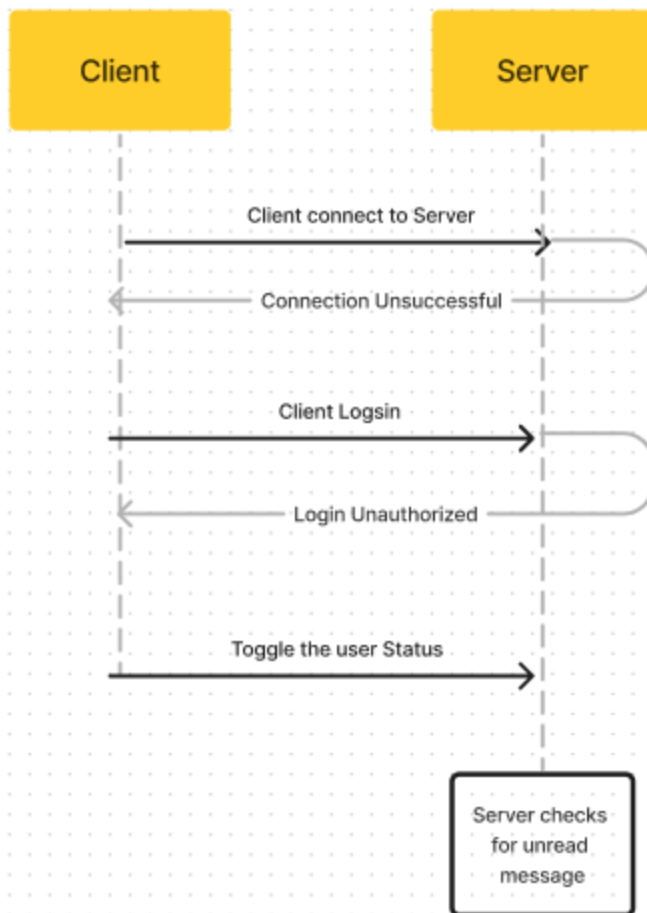 Client
Server
Client connect to Server
Connection Unsuccessful
Client Logsin
Login Unauthorized
Toggle the user Status
Server checks
for unread
message